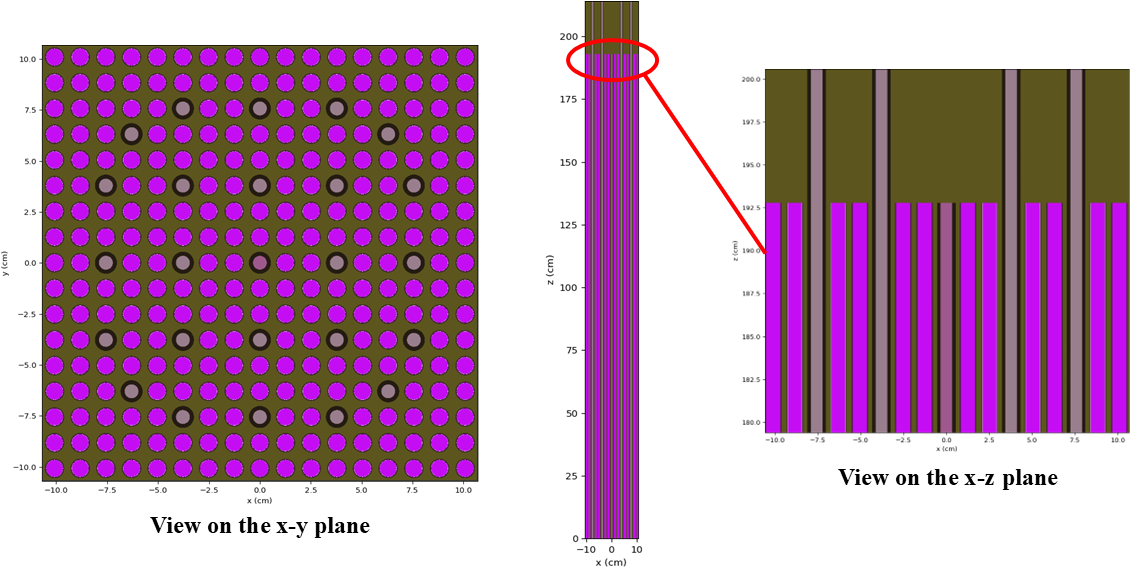 10.0
7.5
5.0
2.5
0.0
−2.5
−5.0
−7.5
−10.0
y (cm)
−10.0 −7.5 −5.0 −2.5 0.0 2.5 5.0 7.5 10.0
x (cm)
View on the x-y plane
200
175
150
125
100
75
50
25
0
z (cm)
−10 0 10
x (cm)
200.0
197.5
195.0
192.5
190.0
187.5
185.0
182.5
180.0
z (cm)
−10.0 −7.5 −5.0 −2.5 0.0 2.5 5.0 7.5 10.0
x (cm)
View on the x-z plane